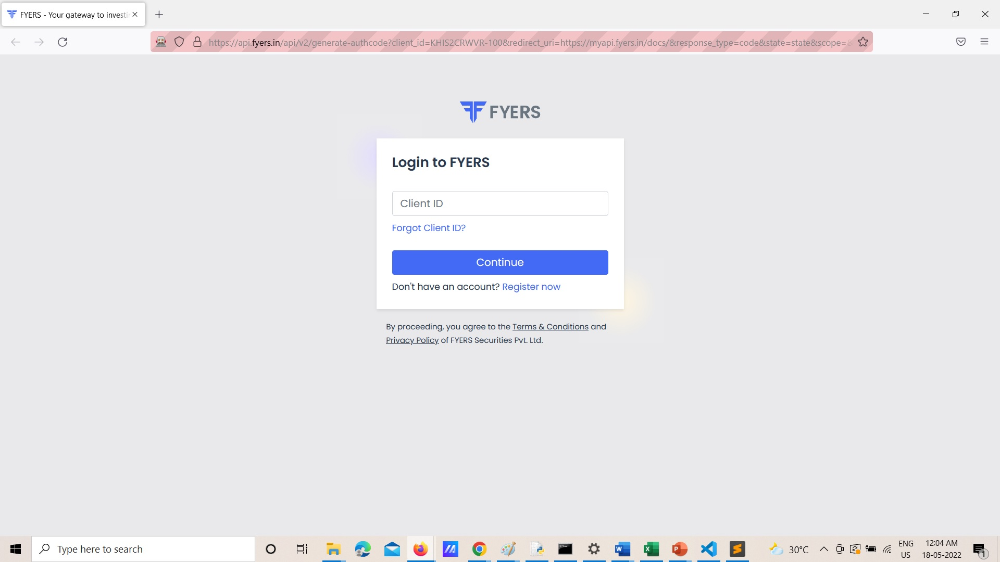 FYERS - Your gateway to investin
https://api.fyers.in/api/v2/generate-authcode?client_id=KHIS2CRWVR-100&redirect_uri=https://myapi.fyers.in/docs/&response_type=code&state=state&scope=&
FYERS
Login to FYERS
Client ID
Forgot Client ID?
Continue
Don't have an account? Register now
By proceeding, you agree to the Terms & Conditions and
Privacy Policy of FYERS Securities Pvt. Ltd.
Type here to search
30°C
ENG
US
12:04 AM
18-05-2022
1